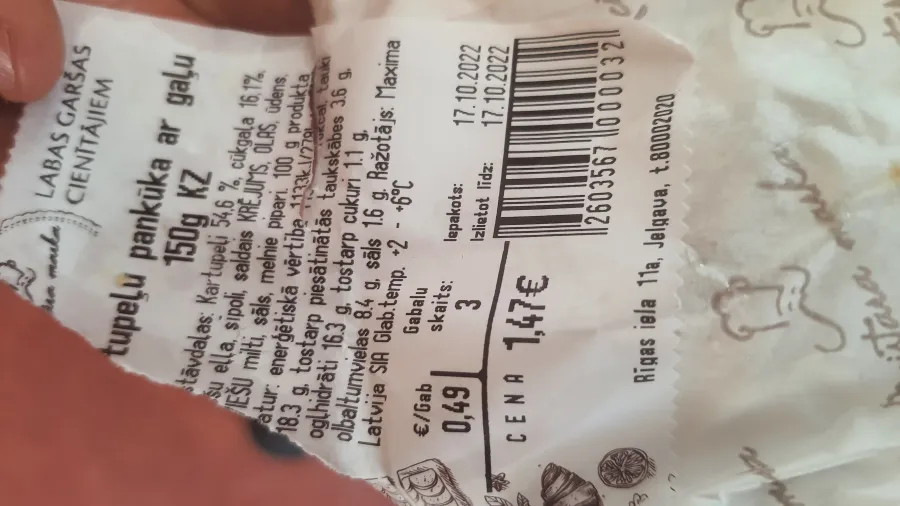 LABAS GARŠAS
CIENĪTĀJIEM
tupeļu pankūka ar gaļu
150g KZ
stāvdaļas: Kartupeļi 54,6 %, cūkgaļa 16,1%,
šu eļļa, sīpoli, saldais KRĒJUMS, OLAS, ūdens,
IEŠU milti, sāls, melnie pipari. 100 g produkta
satur: enerģētiskā vērtība
18.3 g, tostarp piesātinātās taukskābes 3.6 g,
ogļhidrāti 16.3 g, tostarp cukuri 1.1 g,
olbaltumvielas 8.4 g, sāls 1.6 g. Ražotājs: Maxima
Latvija SIA Glab.temp. +2 - +6°C
Gabalu
skaits:
€/Gab
0,49
3
Iepakots: 17.10.2022
Izlietot līdz: 17.10.2022
CENA 1,47€
2603567 000032
Rīgas iela 11a, Jelgava, t.80002020